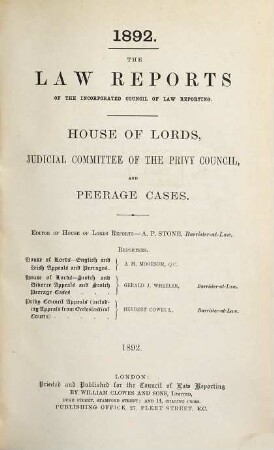 1892.
THE
LAW REPORTS
OF THE INCORPORATED COUNCIL OF LAW REPORTING.
HOUSE OF LORDS,
JUDICIAL COMMITTEE OF THE PRIVY COUNCIL,
AND
PEERAGE CASES.
EDITOR OF HOUSE OF LORDS REPORTS—A. P. STONE, Barrister-at-Law.
REPORTERS.
House of Lords—English and
Irish Appeals and Peerages. J. M. MOORSOM, Q.C.
House of Lords—Scotch and
Divorce Appeals and Scotch
Peerage Cases GERALD J. WHEELER, Barrister-at-Law.
Privy Council Appeals (including
Appeals from Ecclesiastical
Courts) HERBERT COWELL, Barrister-at-Law.
1892.
LONDON:
Printed and Published for the Council of Law Reporting
BY WILLIAM CLOWES AND SONS, LIMITED,
DUKE STREET, STAMFORD STREET; and 14, CHARING CROSS.
PUBLISHING OFFICE, 27, FLEET STREET, E.C.